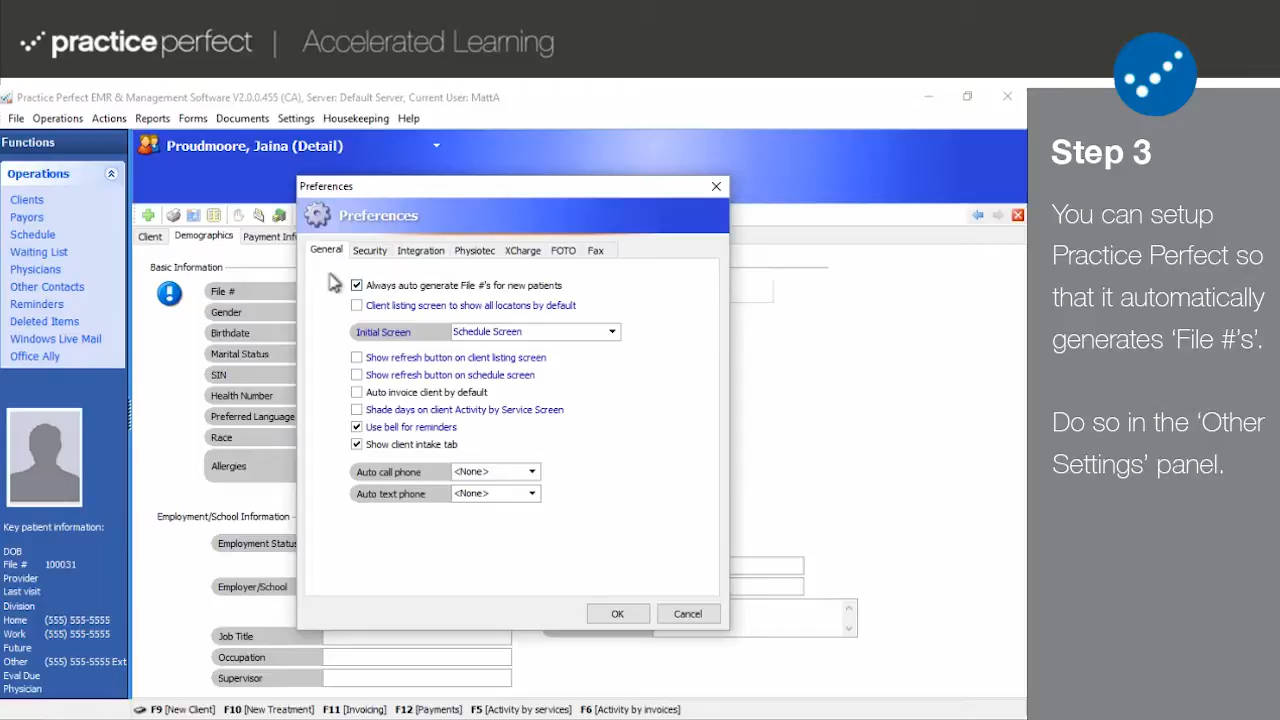 practiceperfect | Accelerated Learning
Practice Perfect EMR & Management Software V2.0.0.455 (CA), Server: Default Server, Current User: MattA
File Operations Actions Reports Forms Documents Settings Housekeeping Help
Functions
Operations
Clients
Payors
Schedule
Waiting List
Physicians
Other Contacts
Reminders
Deleted Items
Windows Live Mail
Office Ally
Key patient information:
DOB
File # 100031
Provider
Last visit
Division
Home (555) 555-5555
Work (555) 555-5555
Future
Other (555) 555-5555 Ext
Eval Due
Physician
Proudmoore, Jaina (Detail)
Client Demographics Payment Inf
Basic Information
File #
Gender
Birthdate
Marital Status
SIN
Health Number
Preferred Language
Race
Allergies
Employment/School Information
Employment Status
Employer/School
Job Title
Occupation
Supervisor
Preferences
Preferences
General Security Integration Physiotec XCharge FOTO Fax
Always auto generate File #'s for new patients
Client listing screen to show all locatons by default
Initial Screen Schedule Screen
Show refresh button on client listing screen
Show refresh button on schedule screen
Auto invoice client by default
Shade days on client Activity by Service Screen
Use bell for reminders
Show client intake tab
Auto call phone <None>
Auto text phone <None>
OK Cancel
F9 [New Client] F10 [New Treatment] F11 [Invoicing] F12 [Payments] F5 [Activity by services] F6 [Activity by invoices]
Step 3
You can setup
Practice Perfect so
that it automatically
generates ‘File #’s’.
Do so in the ‘Other
Settings’ panel.